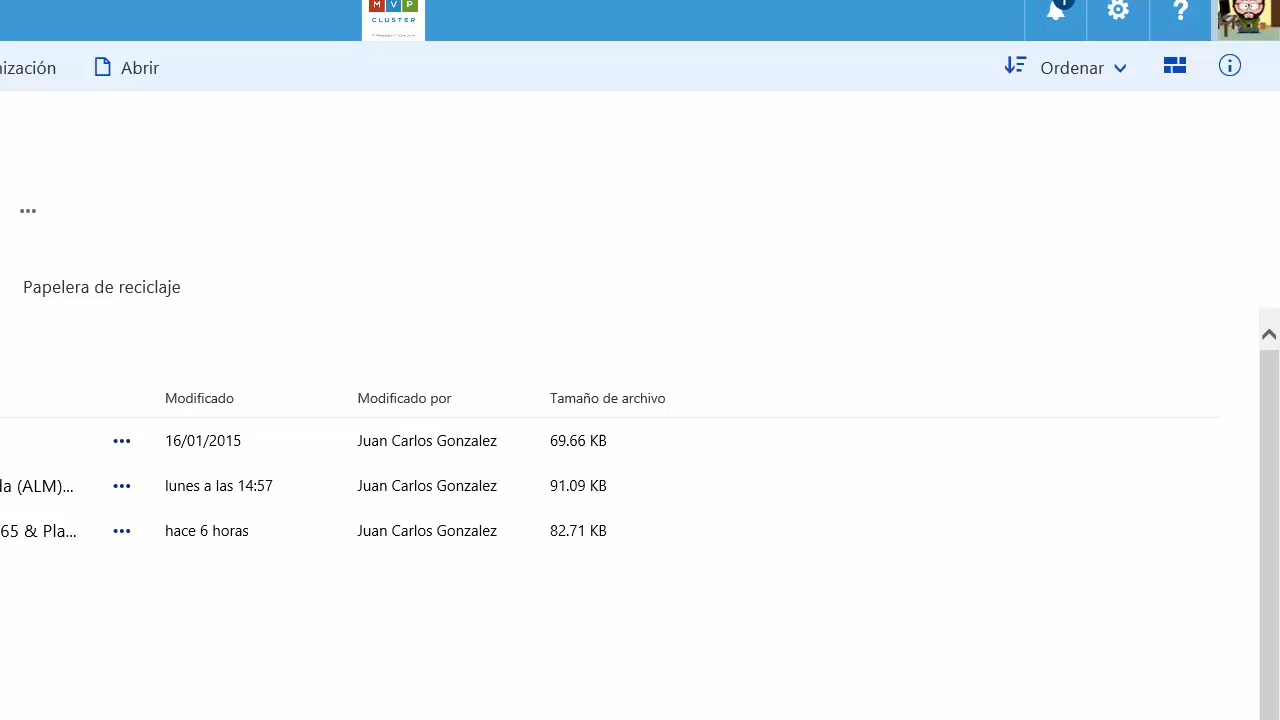 M V P
CLUSTER
1
?
nización
Abrir
Ordenar
...
Papelera de reciclaje
Modificado Modificado por Tamaño de archivo
... 16/01/2015 Juan Carlos Gonzalez 69.66 KB
la (ALM)... ... lunes a las 14:57 Juan Carlos Gonzalez 91.09 KB
65 & Pla... ... hace 6 horas Juan Carlos Gonzalez 82.71 KB